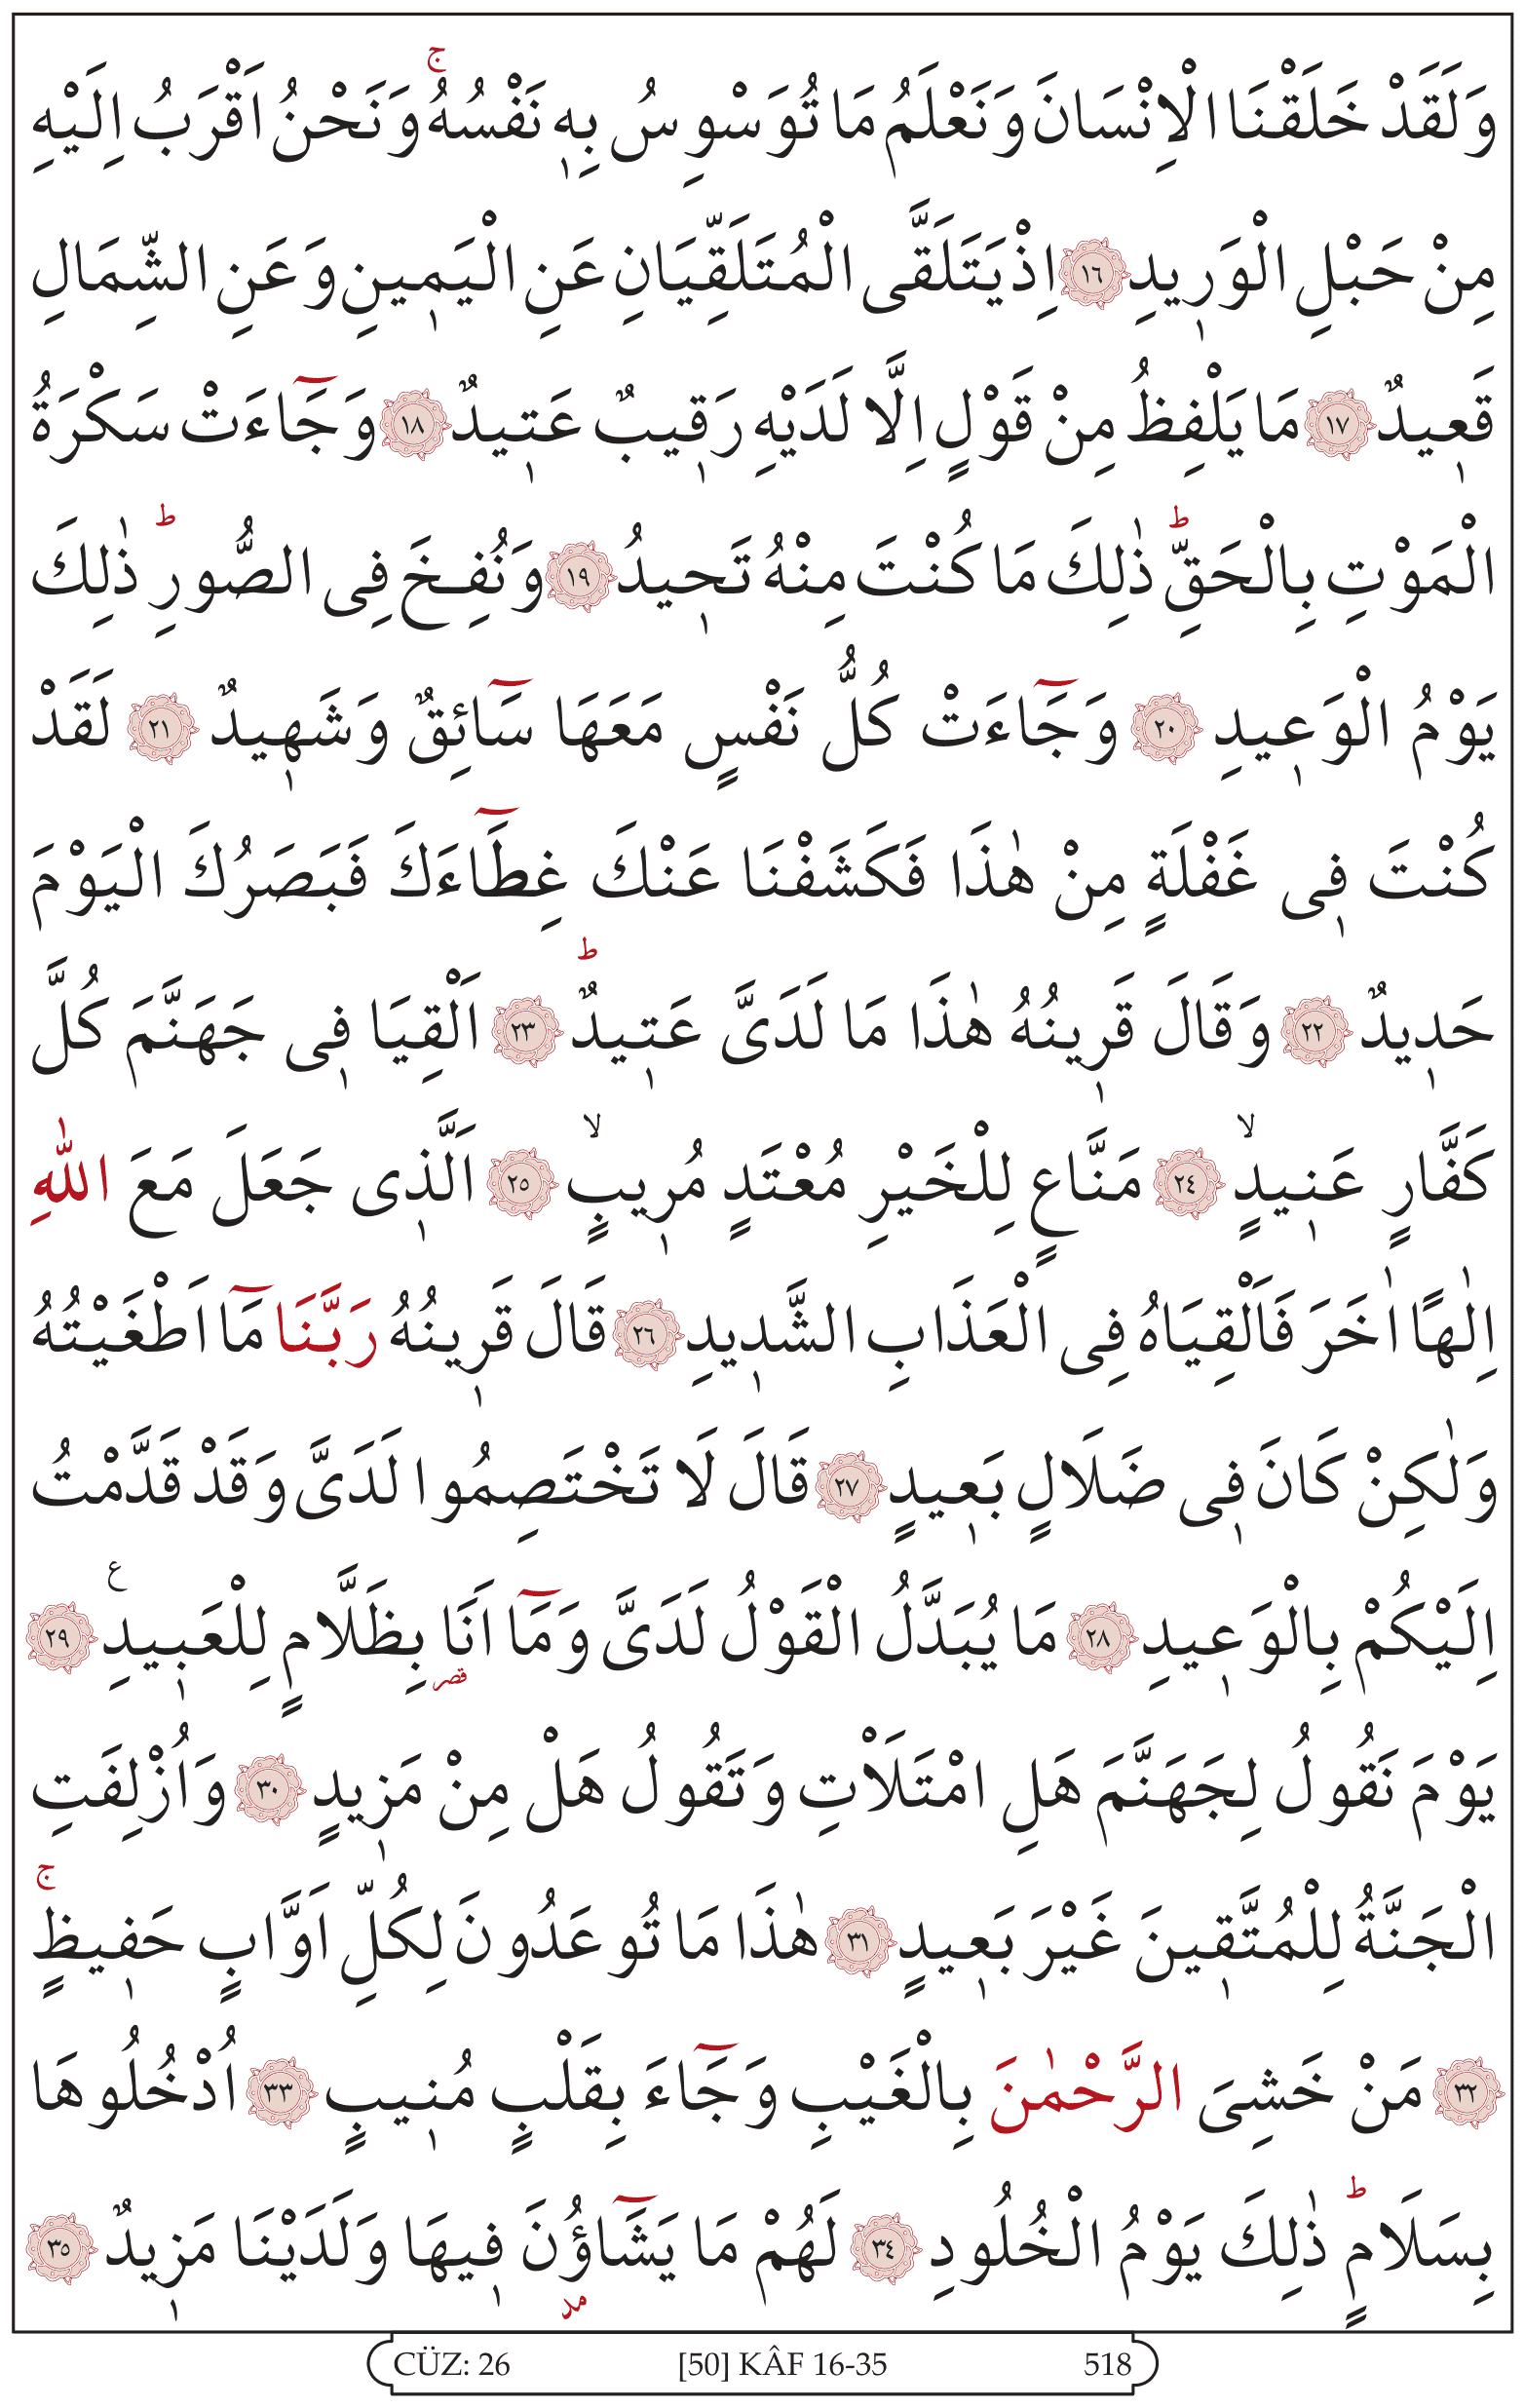 وَلَقَدْ خَلَقْنَا الْاِنْسَانَ وَنَعْلَمُ مَا تُوَسْوِسُ بِهٖ نَفْسُهُۚ وَنَحْنُ اَقْرَبُ اِلَيْهِ
مِنْ حَبْلِ الْوَرٖيدِ ﴿١٦﴾ اِذْ يَتَلَقَّى الْمُتَلَقِّيَانِ عَنِ الْيَمٖينِ وَعَنِ الشِّمَالِ
قَعٖيدٌ ﴿١٧﴾ مَا يَلْفِظُ مِنْ قَوْلٍ اِلَّا لَدَيْهِ رَقٖيبٌ عَتٖيدٌ ﴿١٨﴾ وَجَٓاءَتْ سَكْرَةُ
الْمَوْتِ بِالْحَقِّؕ ذٰلِكَ مَا كُنْتَ مِنْهُ تَحٖيدُ ﴿١٩﴾ وَنُفِخَ فِى الصُّورِؕ ذٰلِكَ
يَوْمُ الْوَعٖيدِ ﴿٢٠﴾ وَجَٓاءَتْ كُلُّ نَفْسٍ مَعَهَا سَٓائِقٌ وَشَهٖيدٌ ﴿٢١﴾ لَقَدْ
كُنْتَ فٖى غَفْلَةٍ مِنْ هٰذَا فَكَشَفْنَا عَنْكَ غِطَٓاءَكَ فَبَصَرُكَ الْيَوْمَ
حَدٖيدٌ ﴿٢٢﴾ وَقَالَ قَرٖينُهُ هٰذَا مَا لَدَىَّ عَتٖيدٌؕ ﴿٢٣﴾ اَلْقِيَا فٖى جَهَنَّمَ كُلَّ
كَفَّارٍ عَنٖيدٍۙ ﴿٢٤﴾ مَنَّاعٍ لِلْخَيْرِ مُعْتَدٍ مُرٖيبٍۙ ﴿٢٥﴾ اَلَّذٖى جَعَلَ مَعَ اللّٰهِ
اِلٰهًا اٰخَرَ فَاَلْقِيَاهُ فِى الْعَذَابِ الشَّدٖيدِ ﴿٢٦﴾ قَالَ قَرٖينُهُ رَبَّنَا مَٓا اَطْغَيْتُهُ
وَلٰكِنْ كَانَ فٖى ضَلَالٍ بَعٖيدٍ ﴿٢٧﴾ قَالَ لَا تَخْتَصِمُوا لَدَىَّ وَقَدْ قَدَّمْتُ
اِلَيْكُمْ بِالْوَعٖيدِ ﴿٢٨﴾ مَا يُبَدَّلُ الْقَوْلُ لَدَىَّ وَمَٓا اَنَا قصر بِظَلَّامٍ لِلْعَبٖيدِ ع ﴿٢٩﴾
يَوْمَ نَقُولُ لِجَهَنَّمَ هَلِ امْتَلَاْتِ وَتَقُولُ هَلْ مِنْ مَزٖيدٍ ﴿٣٠﴾ وَاُزْلِفَتِ
الْجَنَّةُ لِلْمُتَّقٖينَ غَيْرَ بَعٖيدٍ ﴿٣١﴾ هٰذَا مَا تُوعَدُونَ لِكُلِّ اَوَّابٍ حَفٖيظٍۚ
﴿٣٢﴾ مَنْ خَشِىَ الرَّحْمٰنَ بِالْغَيْبِ وَجَٓاءَ بِقَلْبٍ مُنٖيبٍ ﴿٣٣﴾ اُدْخُلُوهَا
بِسَلَامٍؕ ذٰلِكَ يَوْمُ الْخُلُودِ ﴿٣٤﴾ لَهُمْ مَا يَشَٓاؤُنَ مد فٖيهَا وَلَدَيْنَا مَزٖيدٌ ﴿٣٥﴾
CÜZ: 26 [50] KÂF 16-35 518